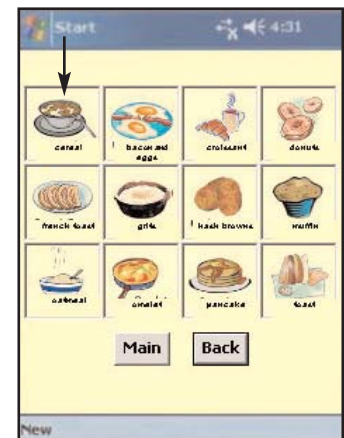 Start 4:31
cereal
bacon and
eggs
croissant
donuts
french toast
grits
hash browns
muffin
oatmeal
omelet
pancake
toast
Main Back
New